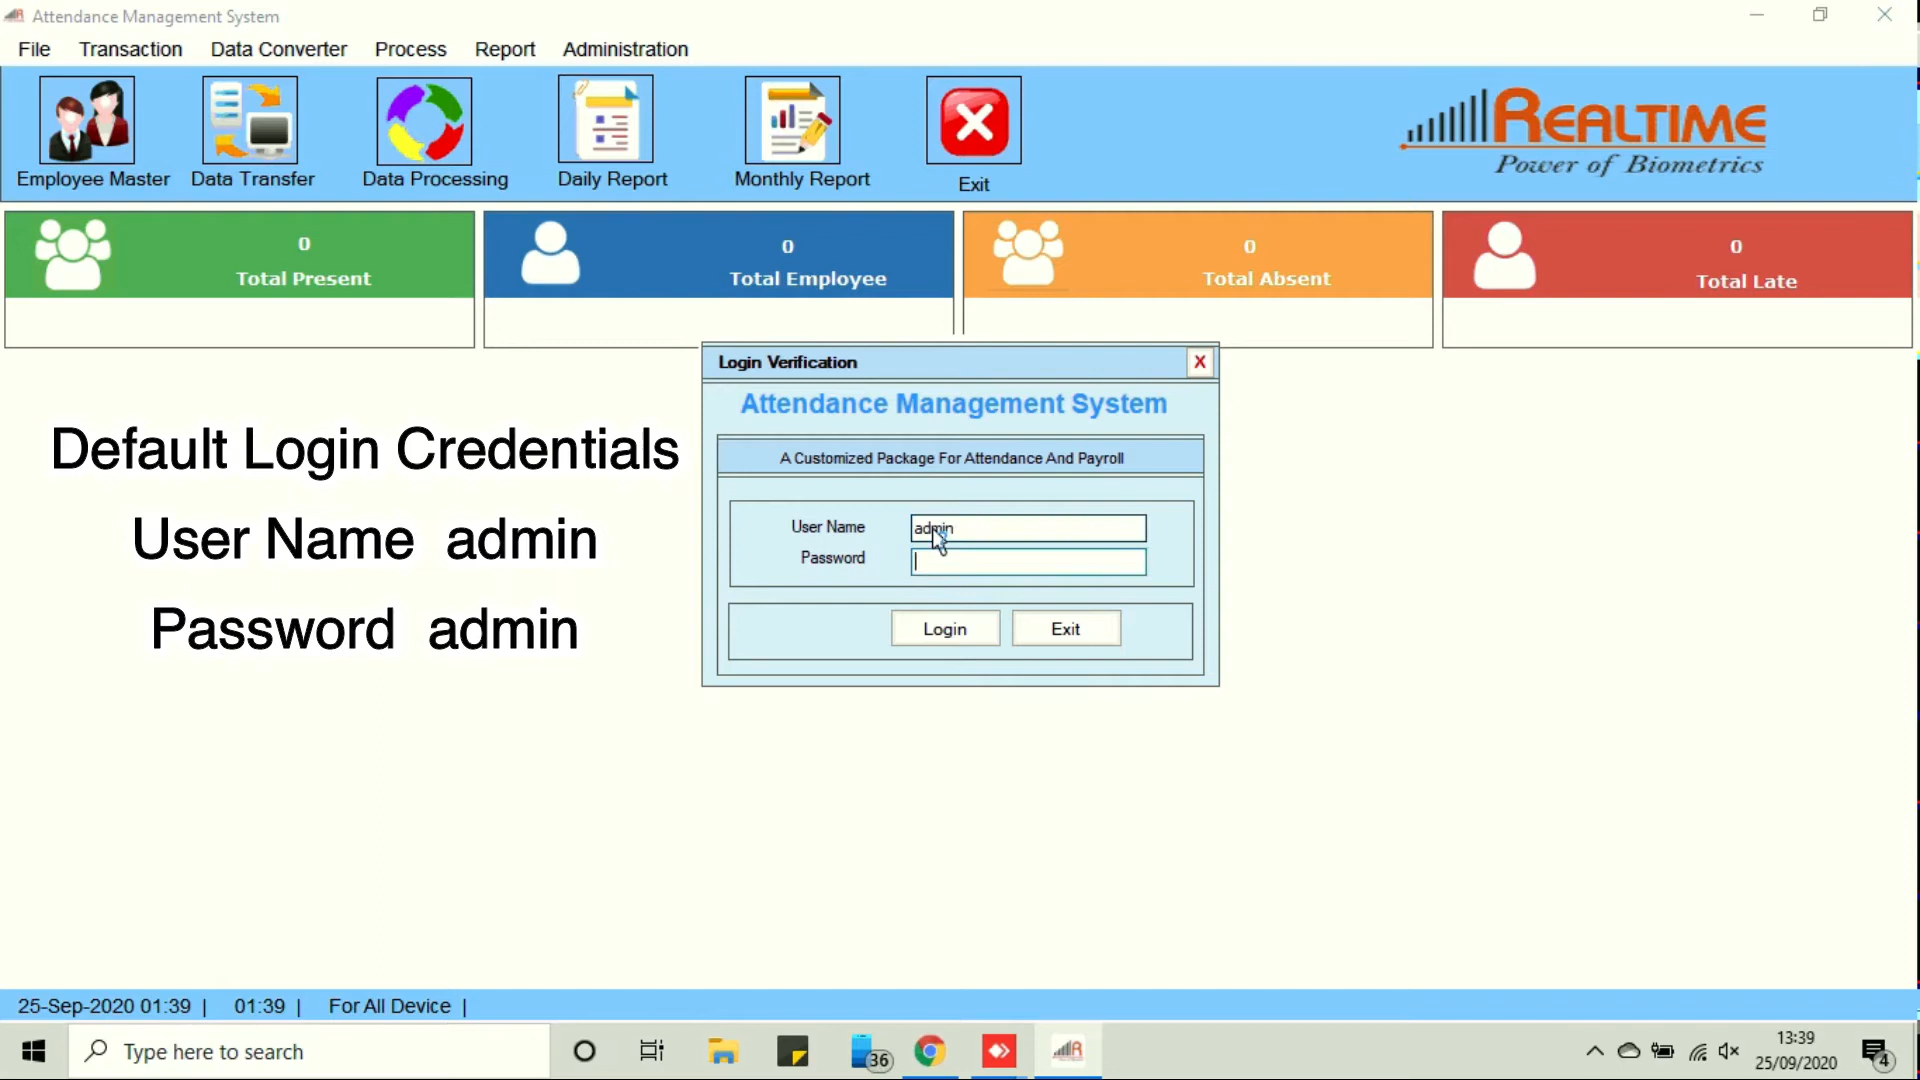 Attendance Management System
File Transaction Data Converter Process Report Administration
Employee Master Data Transfer Data Processing Daily Report Monthly Report Exit
REALTIME
Power of Biometrics
0
Total Present
0
Total Employee
0
Total Absent
0
Total Late
Login Verification X
Attendance Management System
A Customized Package For Attendance And Payroll
User Name admin
Password
Login Exit
Default Login Credentials
User Name admin
Password admin
25-Sep-2020 01:39 | 01:39 | For All Device |
Type here to search
36
13:39
25/09/2020
4